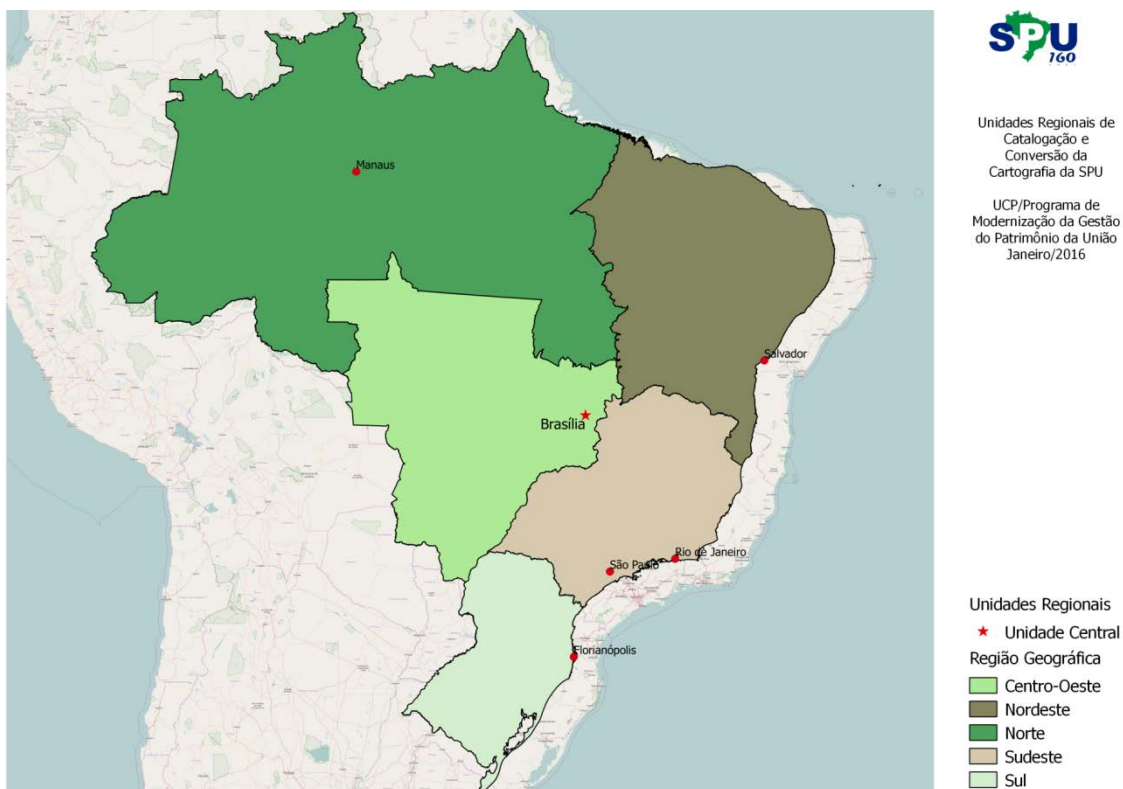 SPU
160
Unidades Regionais de
Catalogação e
Conversão da
Cartografia da SPU
UCP/Programa de
Modernização da Gestão
do Patrimônio da União
Janeiro/2016
Manaus
Salvador
Brasília
Rio de Janeiro
São Paulo
Florianópolis
Unidades Regionais
Unidade Central
Região Geográfica
Centro-Oeste
Nordeste
Norte
Sudeste
Sul